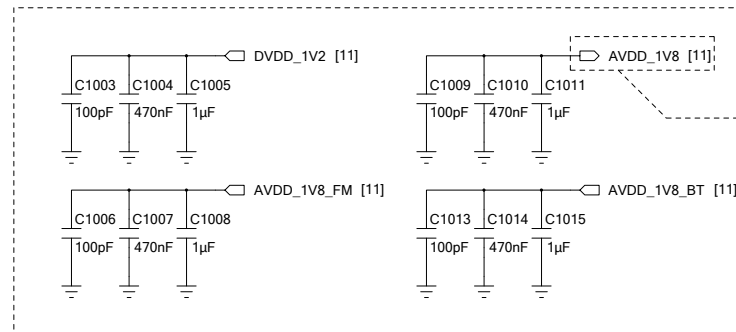 DVDD_1V2 [11]
C1003 C1004 C1005
100pF 470nF 1µF
AVDD_1V8 [11]
C1009 C1010 C1011
100pF 470nF 1µF
AVDD_1V8_FM [11]
C1006 C1007 C1008
100pF 470nF 1µF
AVDD_1V8_BT [11]
C1013 C1014 C1015
100pF 470nF 1µF